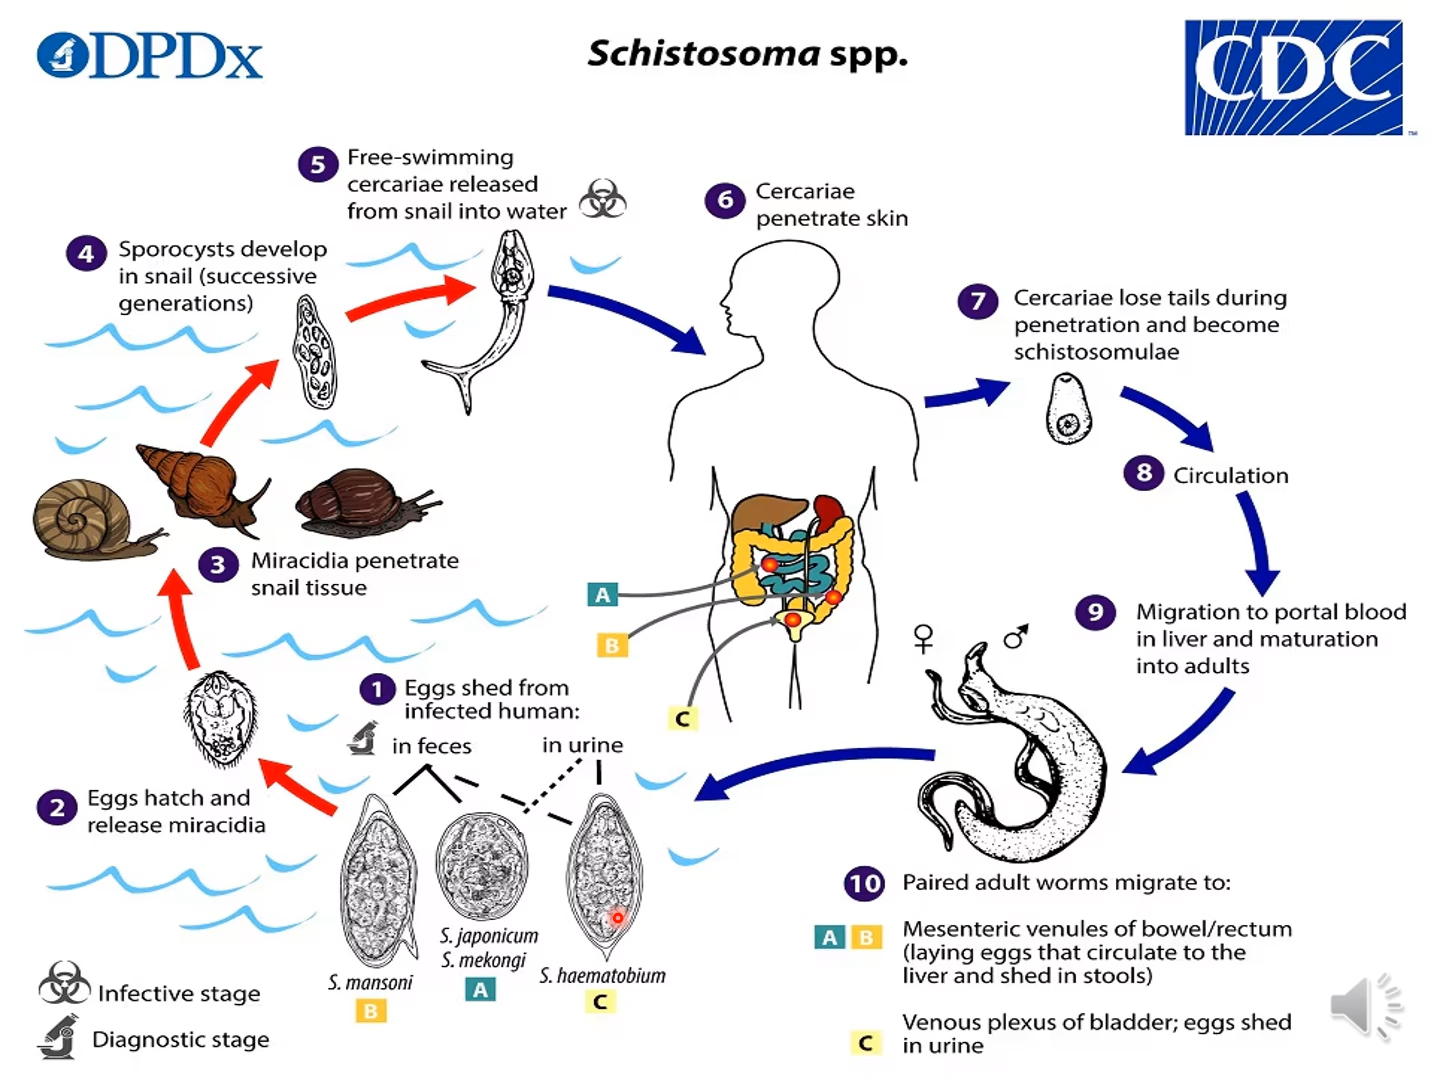 DPDx
Schistosoma spp.
CDC
TM
5
Free-swimming
cercariae released
from snail into water
6
Cercariae
penetrate skin
4
Sporocysts develop
in snail (successive
generations)
7
Cercariae lose tails during
penetration and become
schistosomulae
8
Circulation
3
Miracidia penetrate
snail tissue
A
B
C
9
Migration to portal blood
in liver and maturation
into adults
♀ ♂
1
Eggs shed from
infected human:
in feces
in urine
2
Eggs hatch and
release miracidia
S. mansoni
B
S. japonicum
S. mekongi
A
S. haematobium
C
10
Paired adult worms migrate to:
A B
Mesenteric venules of bowel/rectum
(laying eggs that circulate to the
liver and shed in stools)
C
Venous plexus of bladder; eggs shed
in urine
Infective stage
Diagnostic stage